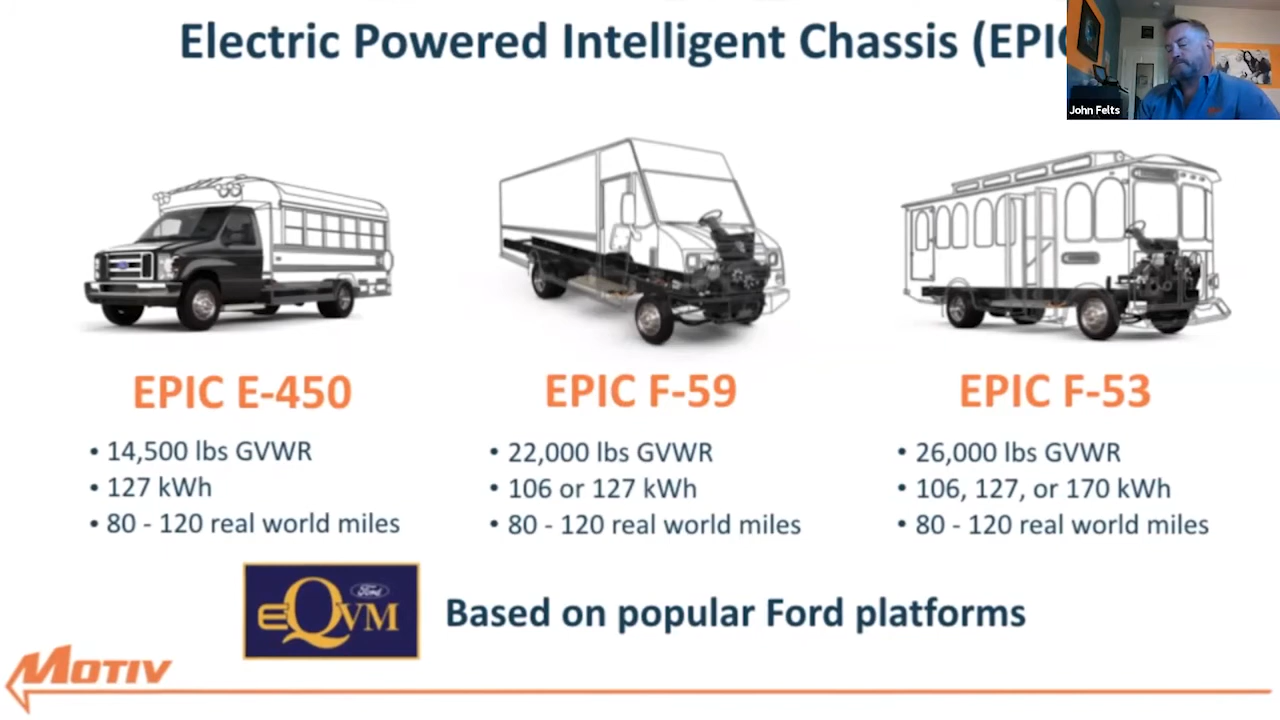 Electric Powered Intelligent Chassis (EPIC
John Felts
EPIC E-450
• 14,500 lbs GVWR
• 127 kWh
• 80 - 120 real world miles
EPIC F-59
• 22,000 lbs GVWR
• 106 or 127 kWh
• 80 - 120 real world miles
EPIC F-53
• 26,000 lbs GVWR
• 106, 127, or 170 kWh
• 80 - 120 real world miles
Ford
eQVM
Based on popular Ford platforms
MOTIV